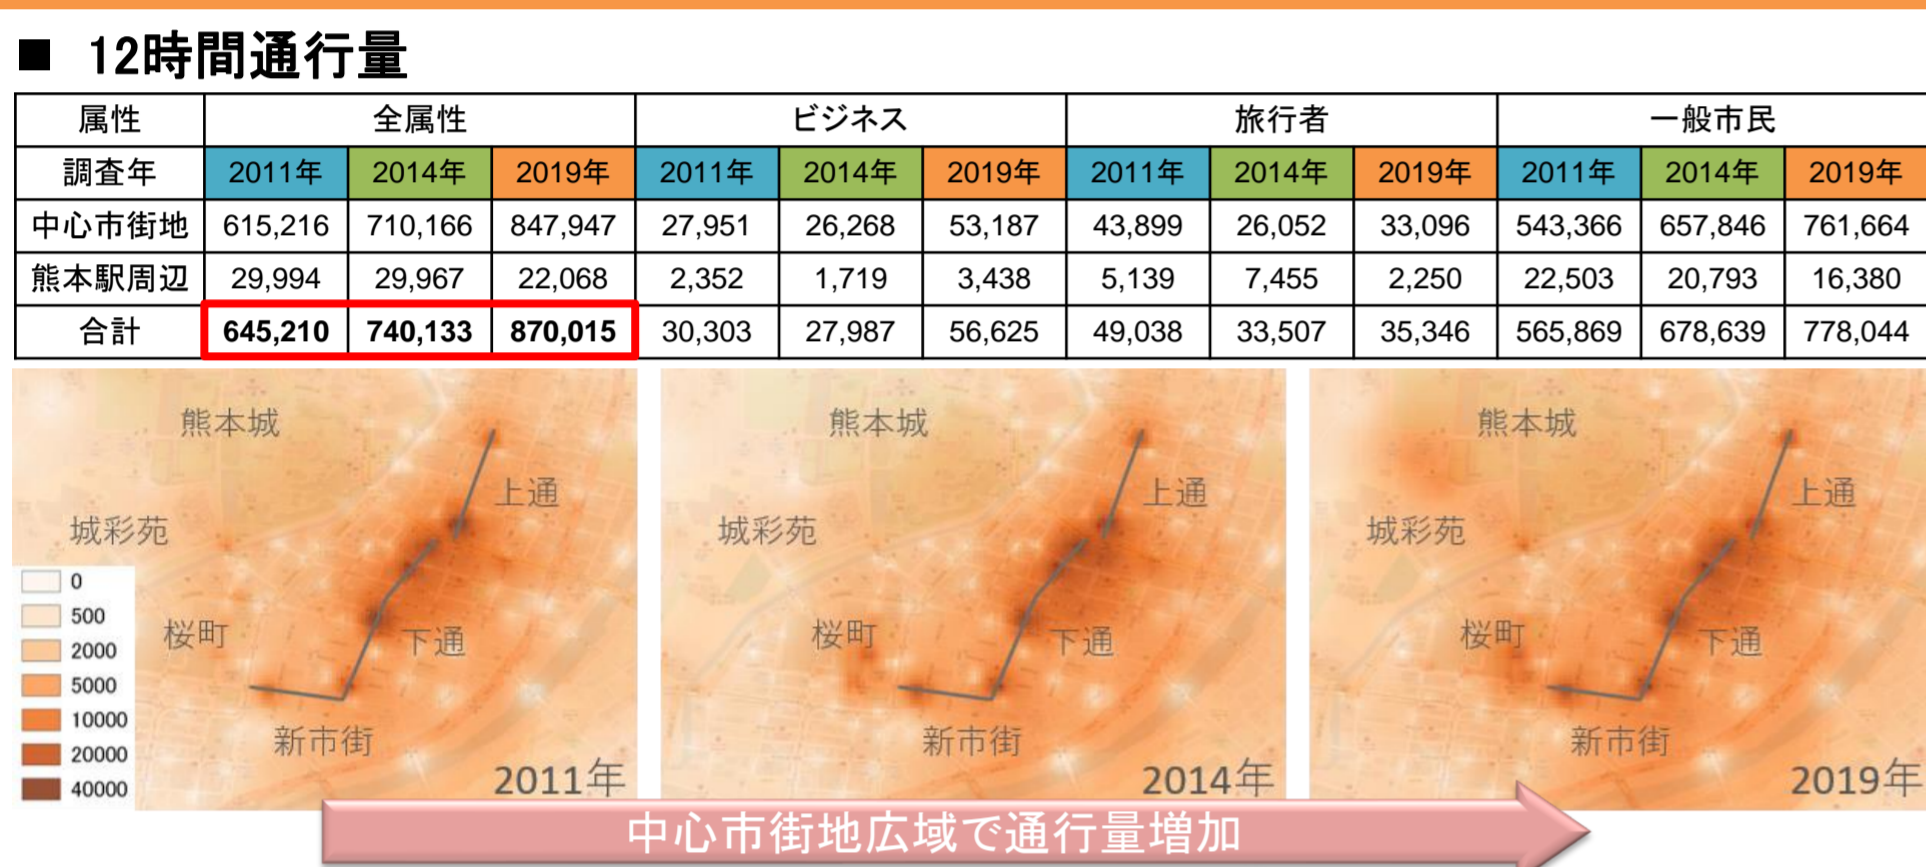 ■ 12時間通行量
属性 全属性 ビジネス 旅行者 一般市民
調査年 2011年 2014年 2019年 2011年 2014年 2019年 2011年 2014年 2019年 2011年 2014年 2019年
中心市街地 615,216 710,166 847,947 27,951 26,268 53,187 43,899 26,052 33,096 543,366 657,846 761,664
熊本駅周辺 29,994 29,967 22,068 2,352 1,719 3,438 5,139 7,455 2,250 22,503 20,793 16,380
合計 645,210 740,133 870,015 30,303 27,987 56,625 49,038 33,507 35,346 565,869 678,639 778,044
熊本城
上通
城彩苑
桜町
下通
新市街
2011年
0
500
2000
5000
10000
20000
40000
熊本城
上通
城彩苑
桜町
下通
新市街
2014年
熊本城
上通
城彩苑
桜町
下通
新市街
2019年
中心市街地広域で通行量増加